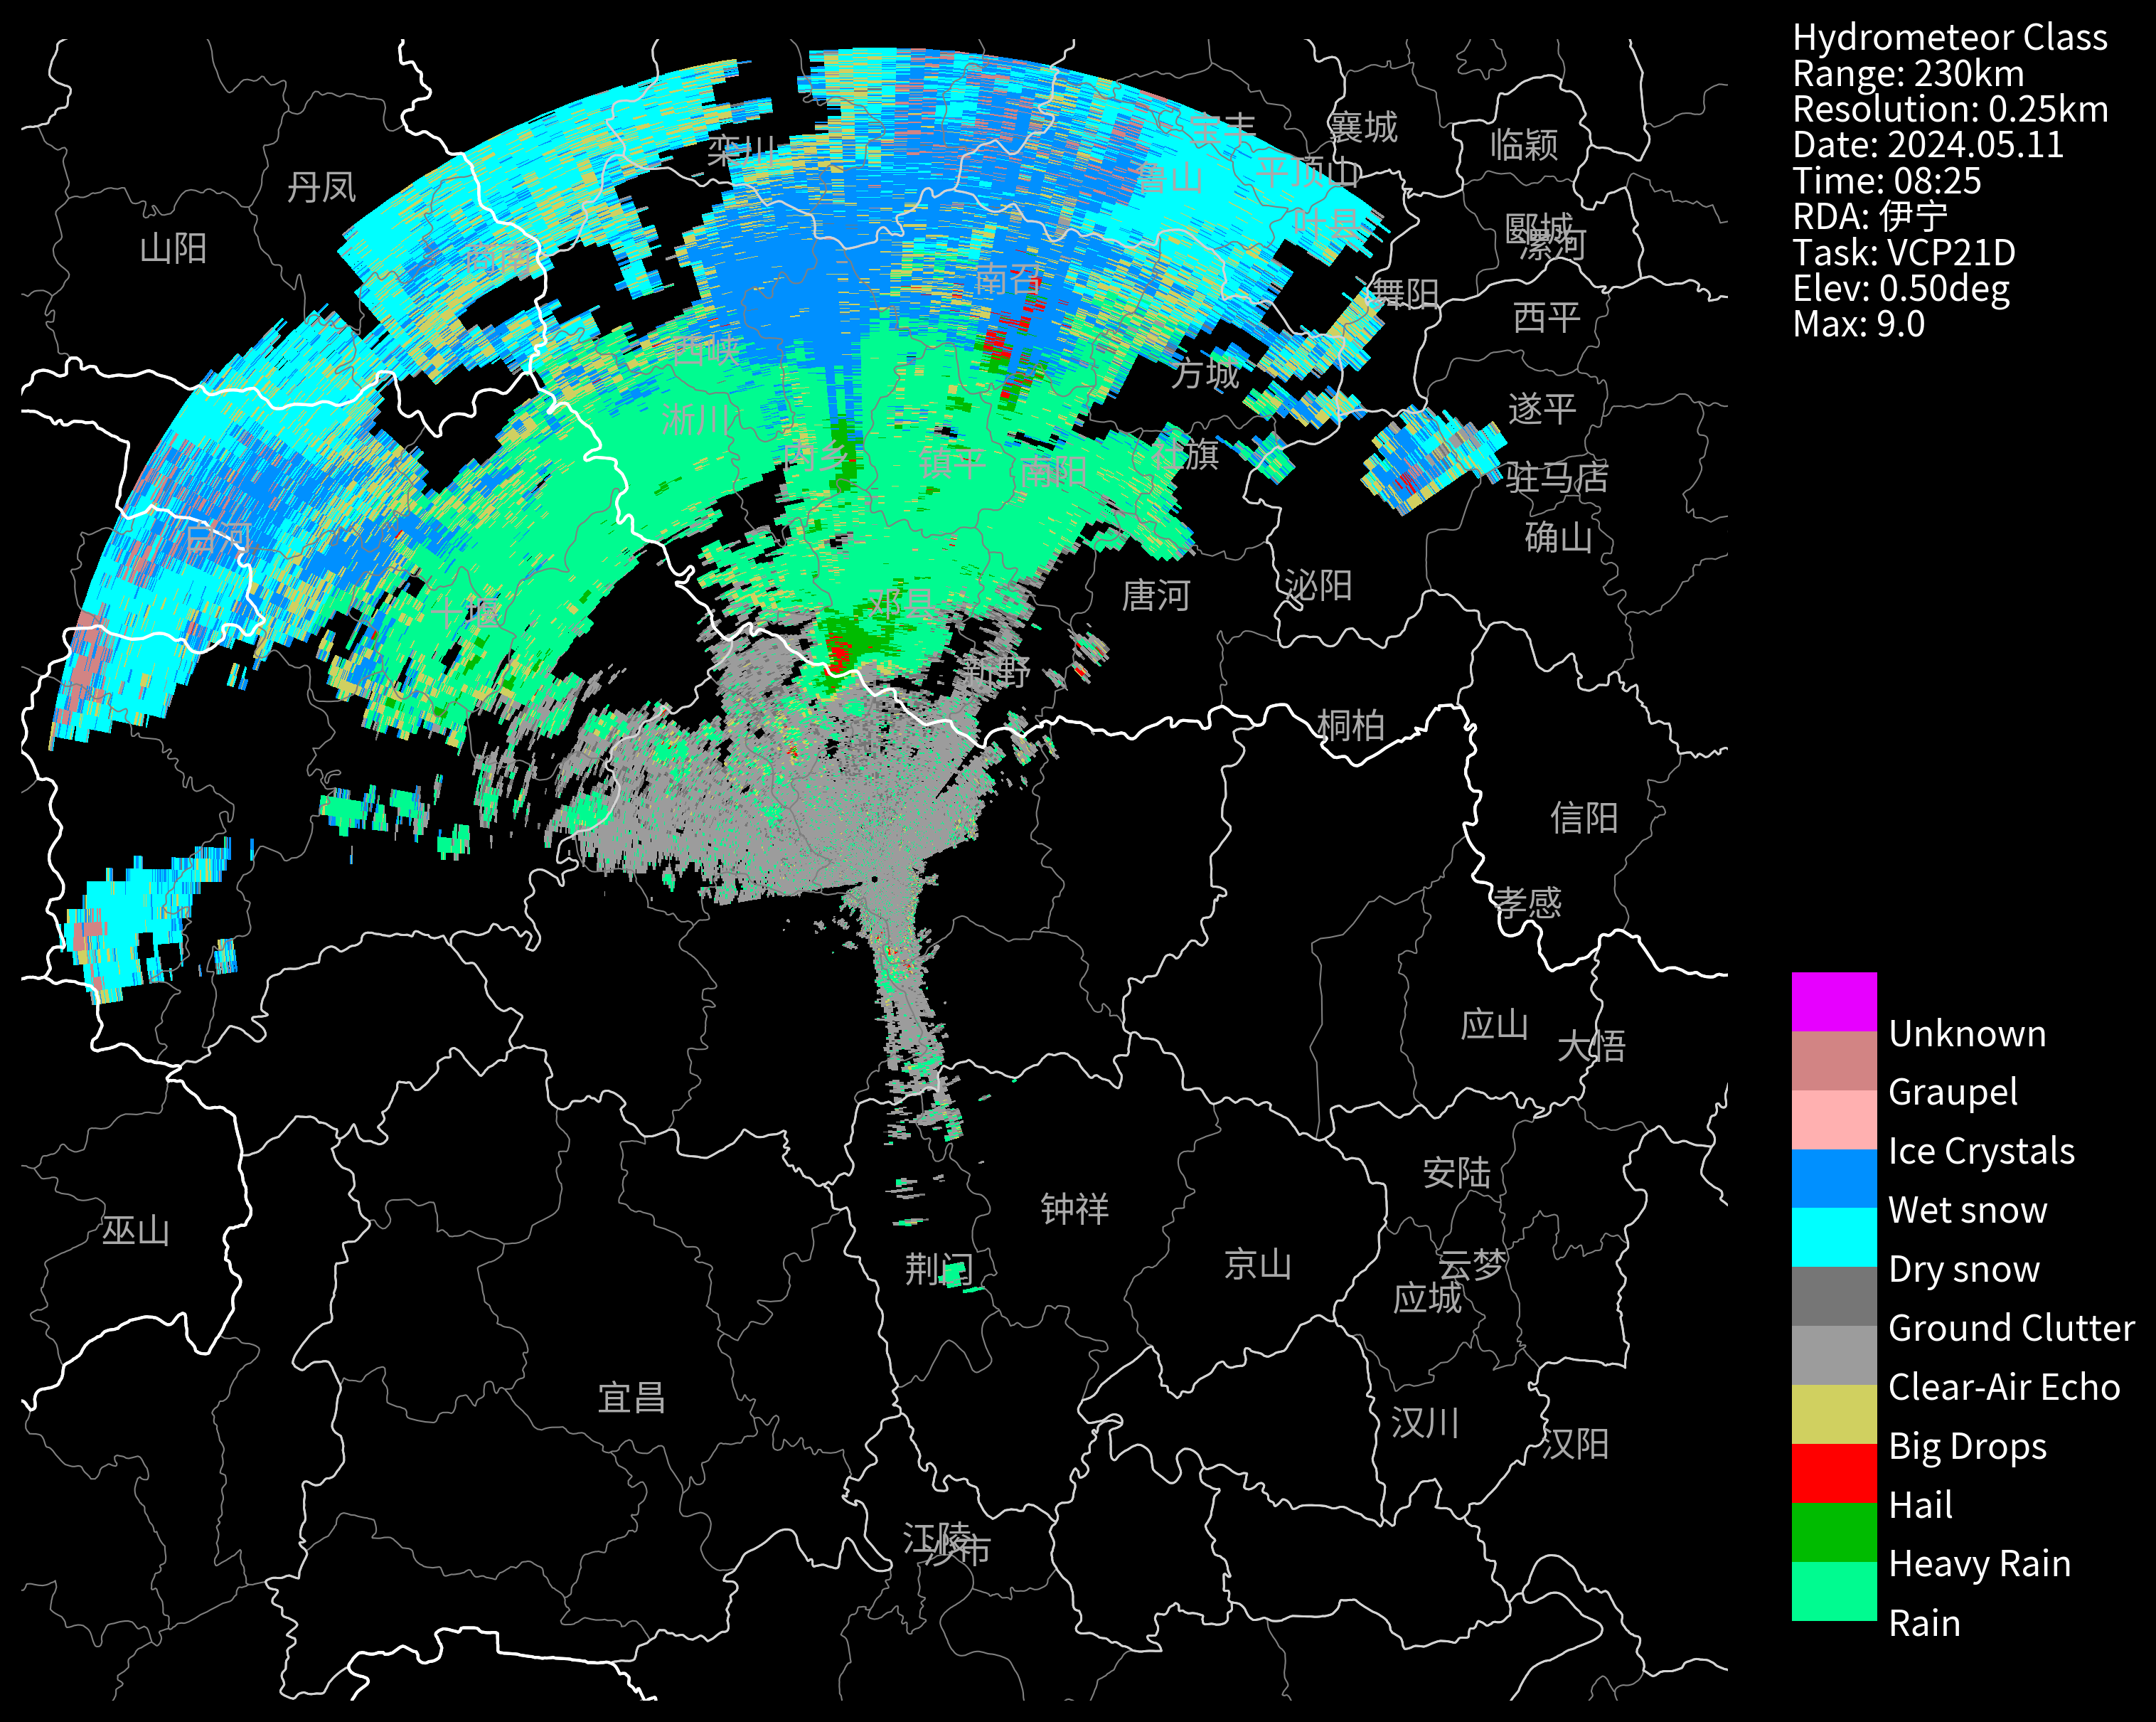 Hydrometeor Class
Range: 230km
Resolution: 0.25km
Date: 2024.05.11
Time: 08:25
RDA: 伊宁
Task: VCP21D
Elev: 0.50deg
Max: 9.0
宝丰
襄城
临颍
栾川
平顶山
鲁山
丹凤
叶县
郾城
漯河
山阳
商南
南召
舞阳
西平
西峡
方城
遂平
淅川
内乡
镇平
南阳
社旗
驻马店
白河
确山
泌阳
唐河
邓县
十堰
新野
桐柏
信阳
孝感
应山
大悟
安陆
钟祥
巫山
荆门
京山
云梦
应城
宜昌
汉川
汉阳
江陵
沙市
Unknown
Graupel
Ice Crystals
Wet snow
Dry snow
Ground Clutter
Clear-Air Echo
Big Drops
Hail
Heavy Rain
Rain